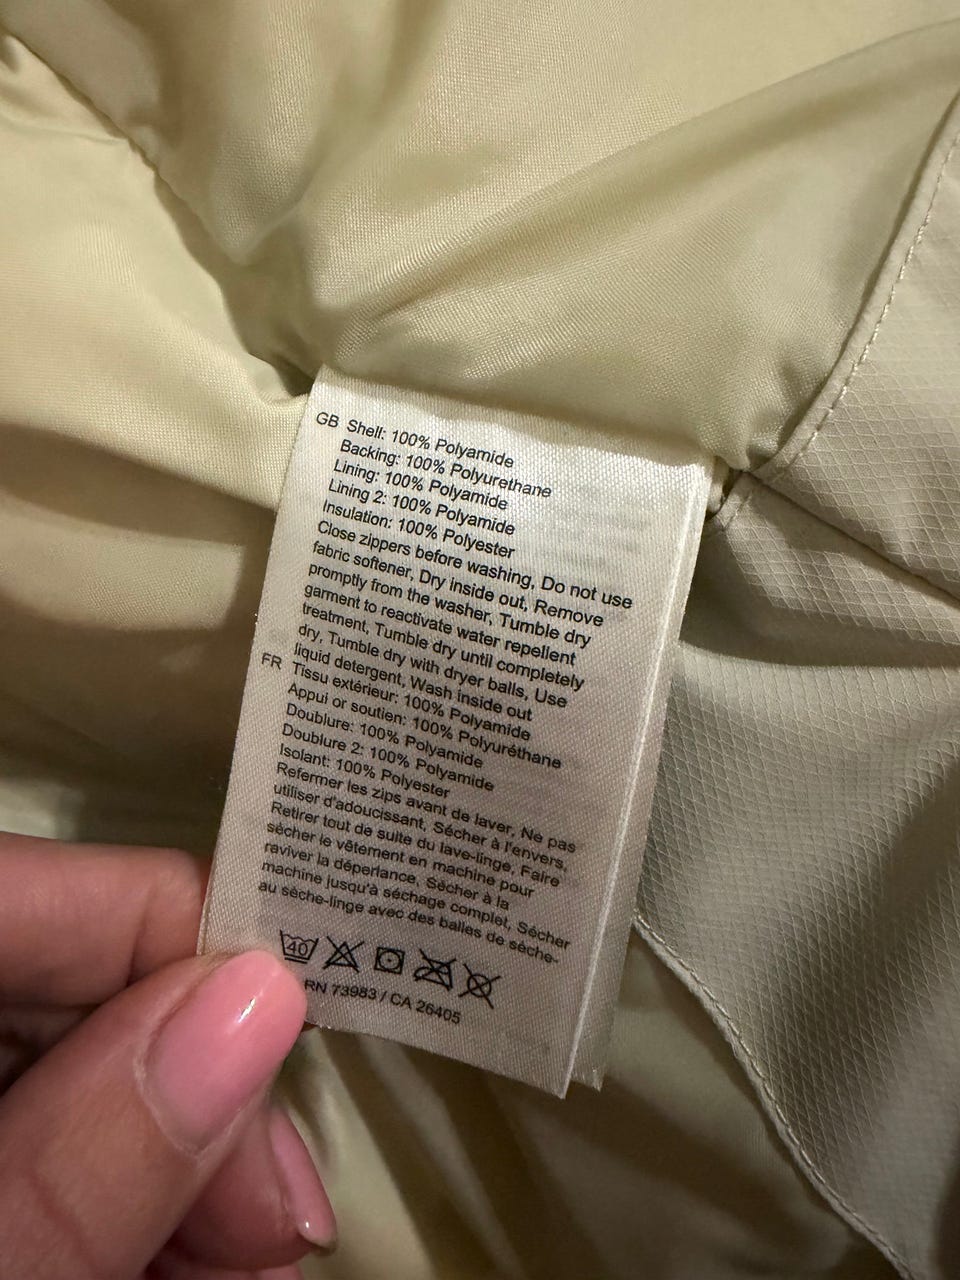 GB Shell: 100% Polyamide
Backing: 100% Polyurethane
Lining: 100% Polyamide
Lining 2: 100% Polyamide
Insulation: 100% Polyester
Close zippers before washing, Do not use
fabric softener, Dry inside out, Remove
promptly from the washer, Tumble dry
garment to reactivate water repellent
treatment, Tumble dry until completely
dry, Tumble dry with dryer balls, Use
liquid detergent, Wash inside out
FR Tissu extérieur: 100% Polyamide
Appui or soutien: 100% Polyuréthane
Doublure: 100% Polyamide
Doublure 2: 100% Polyamide
Isolant: 100% Polyester
Refermer les zips avant de laver, Ne pas
utiliser d'adoucissant, Sécher à l'envers,
Retirer tout de suite du lave-linge, Faire
sécher le vêtement en machine pour
raviver la déperlance, Sécher à la
machine jusqu'à séchage complet, Sécher
au sèche-linge avec des balles de sèche-
40
RN 73983 / CA 26405